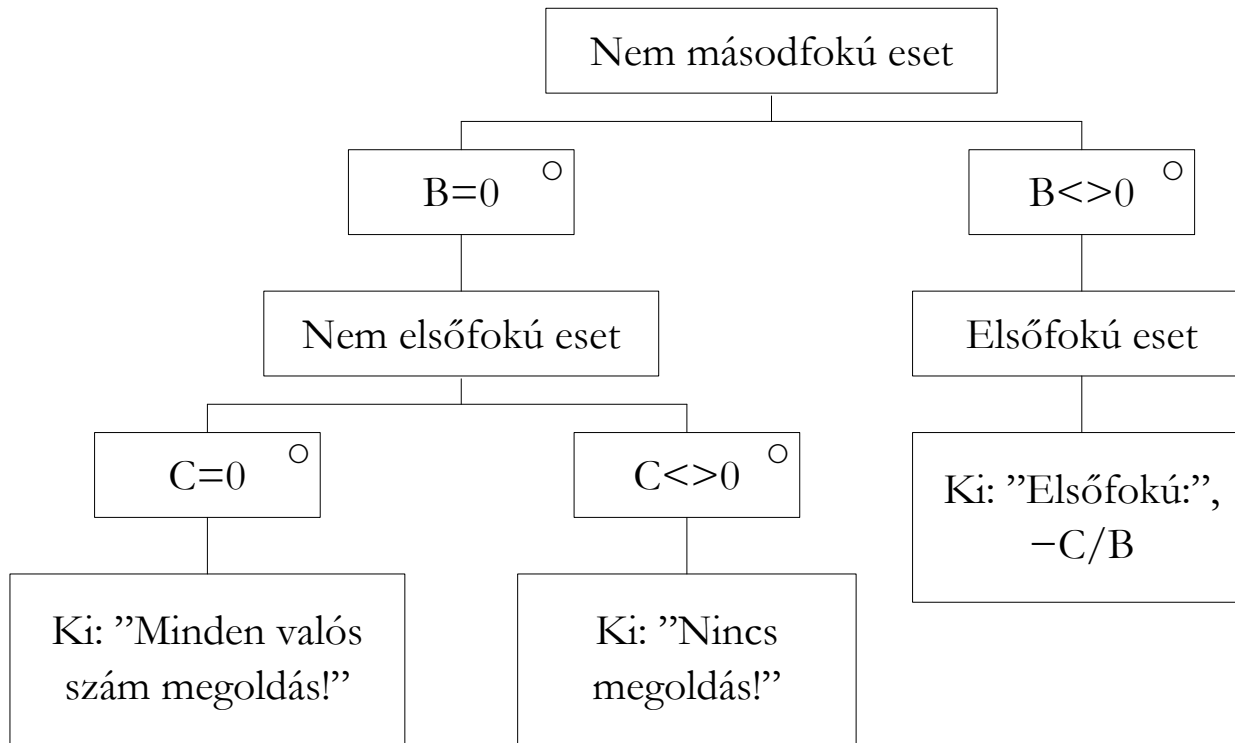 Nem másodfokú eset
B=0
B<>0
Nem elsőfokú eset
Elsőfokú eset
C=0
C<>0
Ki: ”Elsőfokú:”,
−C/B
Ki: ”Minden valós
szám megoldás!”
Ki: ”Nincs
megoldás!”